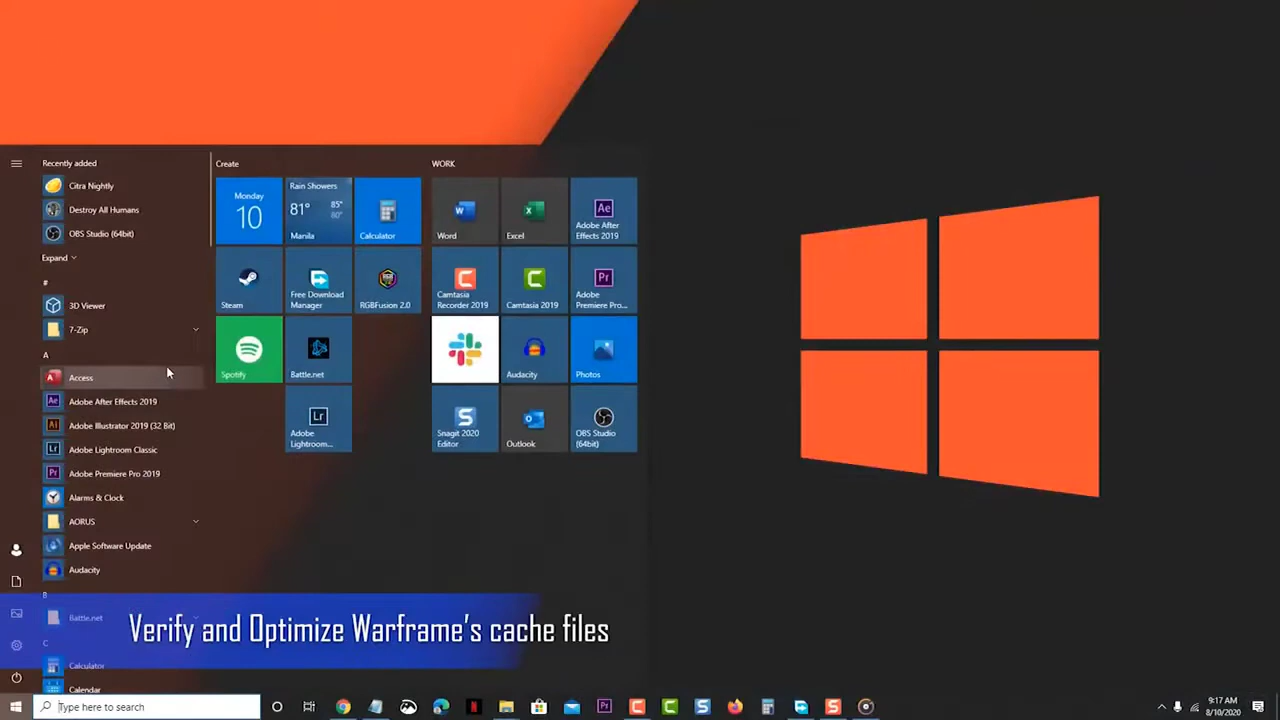 Recently added
Citra Nightly
Destroy All Humans
OBS Studio (64bit)
Expand
#
3D Viewer
7-Zip
A
Access
Adobe After Effects 2019
Adobe Illustrator 2019 (32 Bit)
Adobe Lightroom Classic
Adobe Premiere Pro 2019
Alarms & Clock
AORUS
Apple Software Update
Audacity
B
Battle.net
C
Calculator
Calendar
Create
Monday
10
Rain Showers
81° 85°
80°
Manila
Calculator
Steam
Free Download
Manager
RGBFusion 2.0
Spotify
Battle.net
Lr
Adobe
Lightroom...
WORK
Word
Excel
Ae
Adobe After
Effects 2019
Camtasia
Recorder 2019
Camtasia 2019
Pr
Adobe
Premiere Pro...
Audacity
Photos
Snagit 2020
Editor
Outlook
OBS Studio
(64bit)
Verify and Optimize Warframe's cache files
Type here to search
9:17 AM
8/10/2020